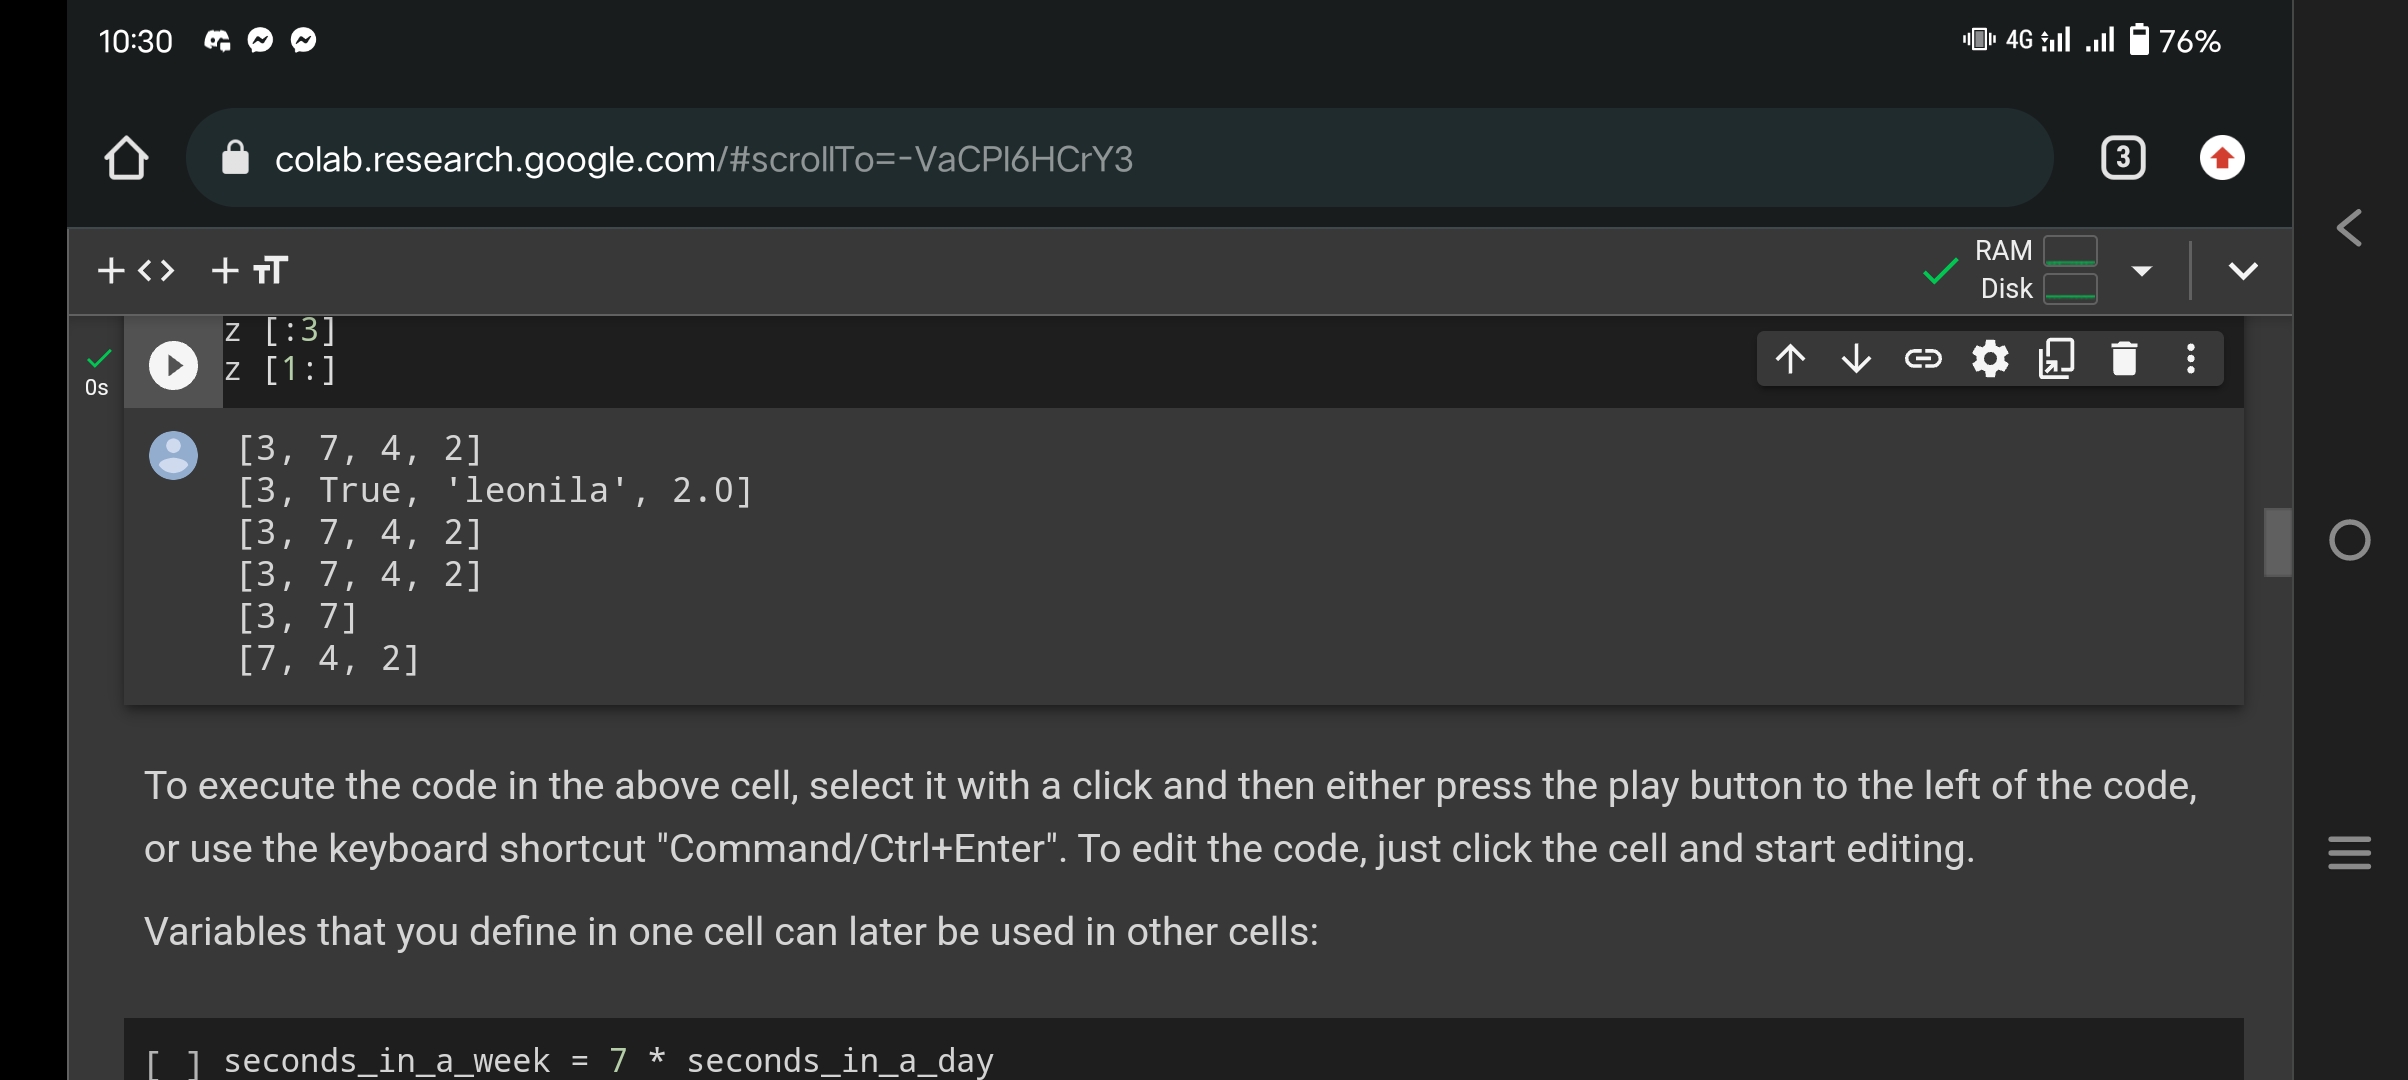 10:30
4G
76%
colab.research.google.com/#scrollTo=-VaCPl6HCrY3
3
RAM
Disk
z [:3]
z [1:]
0s
[3, 7, 4, 2]
[3, True, 'leonila', 2.0]
[3, 7, 4, 2]
[3, 7, 4, 2]
[3, 7]
[7, 4, 2]
To execute the code in the above cell, select it with a click and then either press the play button to the left of the code,
or use the keyboard shortcut "Command/Ctrl+Enter". To edit the code, just click the cell and start editing.
Variables that you define in one cell can later be used in other cells:
[ ] seconds_in_a_week = 7 * seconds_in_a_day